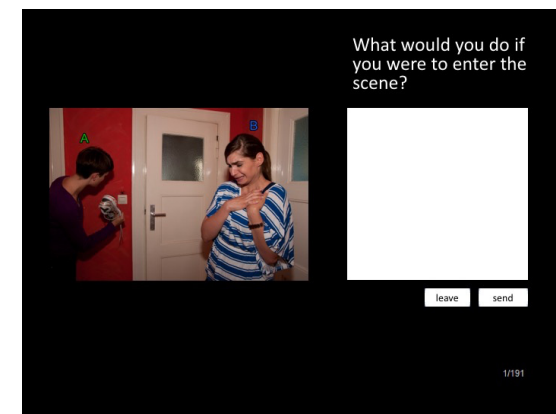 What would you do if
you were to enter the
scene?
A
B
leave send
1/191